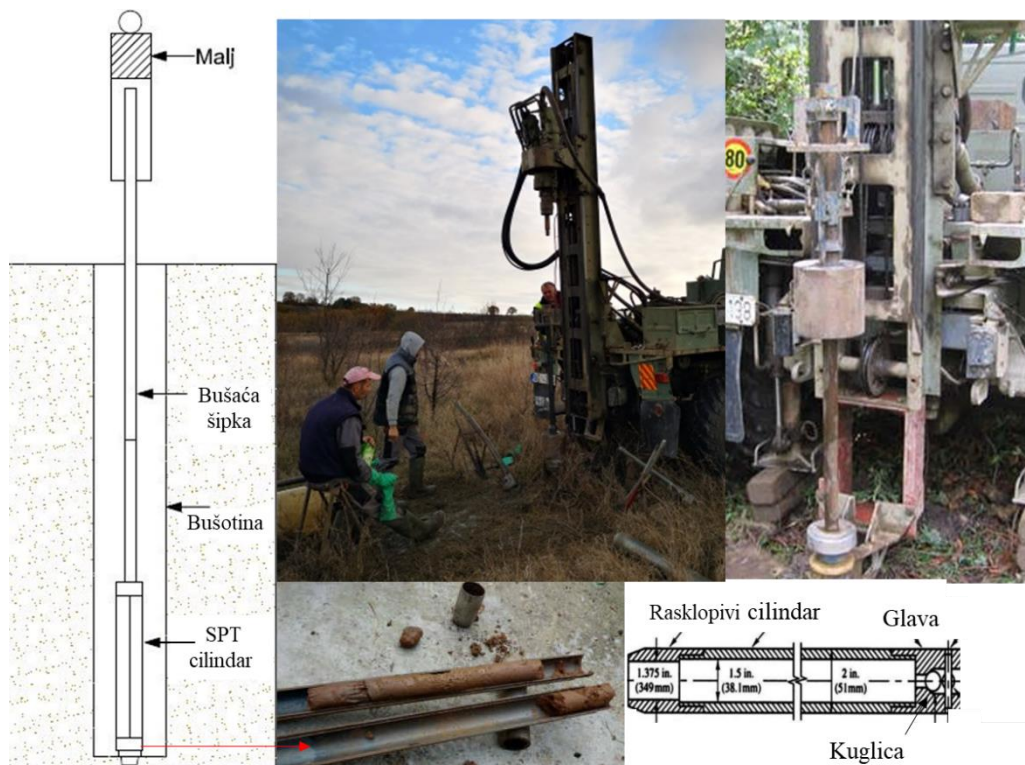 Malj
Bušaća
šipka
Bušotina
SPT
cilindar
80
138
Rasklopivi cilindar
Glava
1.375 in.
(349mm)
1.5 in.
(38.1mm)
2 in.
(51mm)
Kuglica